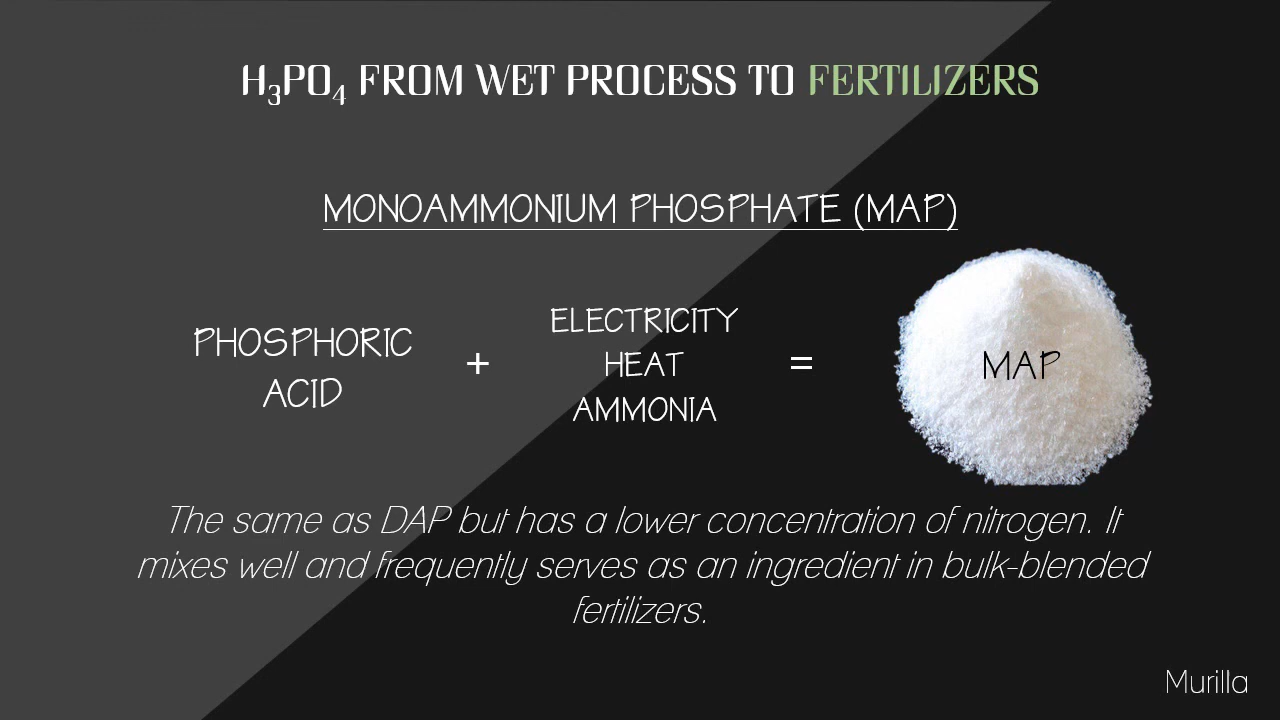 H₃PO₄ FROM WET PROCESS TO FERTILIZERS
MONOAMMONIUM PHOSPHATE (MAP)
PHOSPHORIC
ACID
+
ELECTRICITY
HEAT
AMMONIA
=
MAP
The same as DAP but has a lower concentration of nitrogen. It
mixes well and frequently serves as an ingredient in bulk-blended
fertilizers.
Murilla